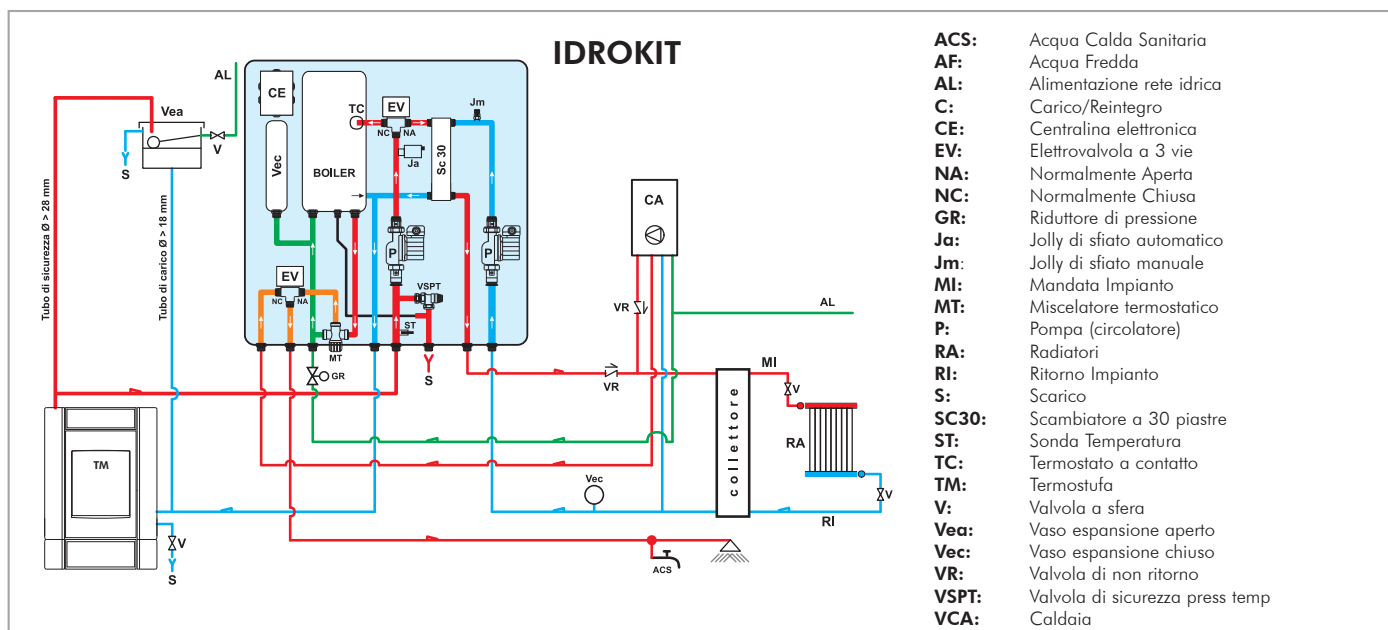 IDROKIT
AL
Vea
V
S
Tubo di sicurezza Ø > 28 mm
Tubo di carico Ø > 18 mm
CE
Vec
BOILER
TC
EV
NC
NA
Ja
Jm
Sc 30
P
P
EV
NC
NA
MT
VSPT
ST
S
GR
CA
VR
AL
VR
MI
V
collettore
RA
V
RI
Vec
TM
V
S
ACS
ACS: Acqua Calda Sanitaria
AF: Acqua Fredda
AL: Alimentazione rete idrica
C: Carico/Reintegro
CE: Centralina elettronica
EV: Elettrovalvola a 3 vie
NA: Normalmente Aperta
NC: Normalmente Chiusa
GR: Riduttore di pressione
Ja: Jolly di sfiato automatico
Jm: Jolly di sfiato manuale
MI: Mandata Impianto
MT: Miscelatore termostatico
P: Pompa (circolatore)
RA: Radiatori
RI: Ritorno Impianto
S: Scarico
SC30: Scambiatore a 30 piastre
ST: Sonda Temperatura
TC: Termostato a contatto
TM: Termostufa
V: Valvola a sfera
Vea: Vaso espansione aperto
Vec: Vaso espansione chiuso
VR: Valvola di non ritorno
VSPT: Valvola di sicurezza press temp
VCA: Caldaia